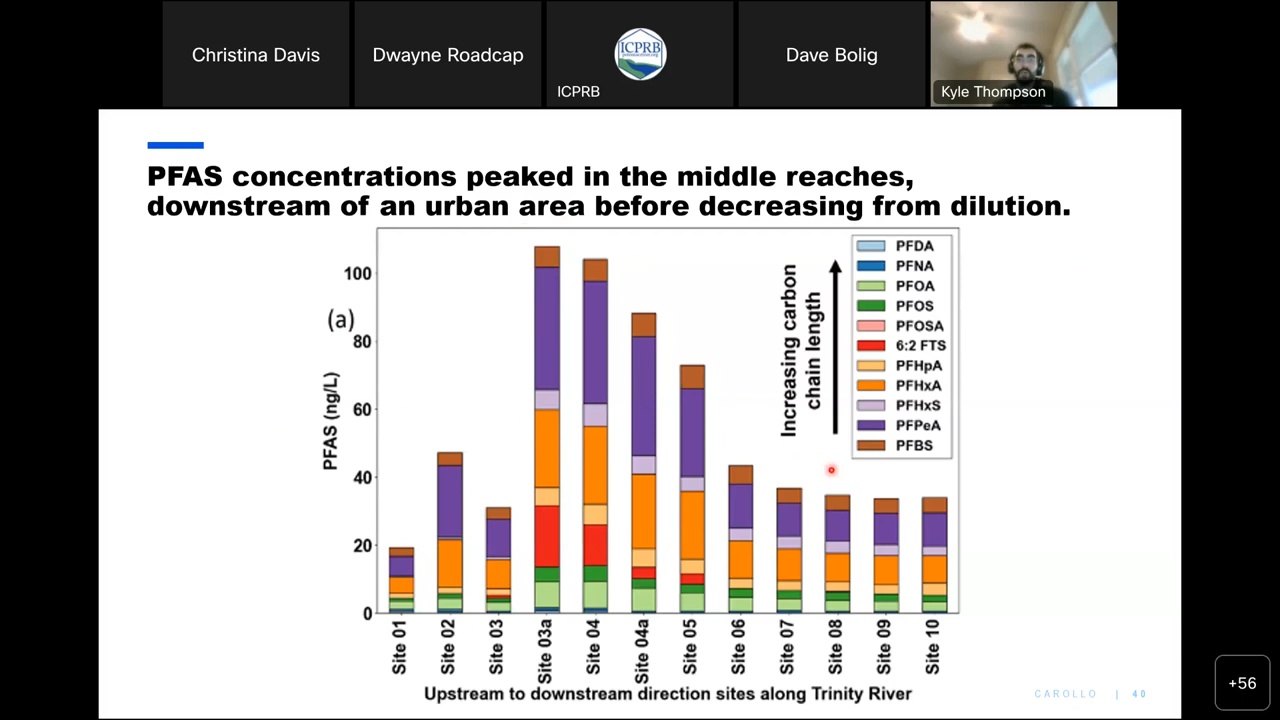 Christina Davis
Dwayne Roadcap
ICPRB
ICPRB
Dave Bolig
Kyle Thompson
PFAS concentrations peaked in the middle reaches,
downstream of an urban area before decreasing from dilution.
(a)
PFAS (ng/L)
100
80
60
40
20
0
Increasing carbon
chain length
PFDA
PFNA
PFOA
PFOS
PFOSA
6:2 FTS
PFHpA
PFHxA
PFHxS
PFPeA
PFBS
Site 01
Site 02
Site 03
Site 03a
Site 04
Site 04a
Site 05
Site 06
Site 07
Site 08
Site 09
Site 10
Upstream to downstream direction sites along Trinity River
CAROLLO | 40
+56